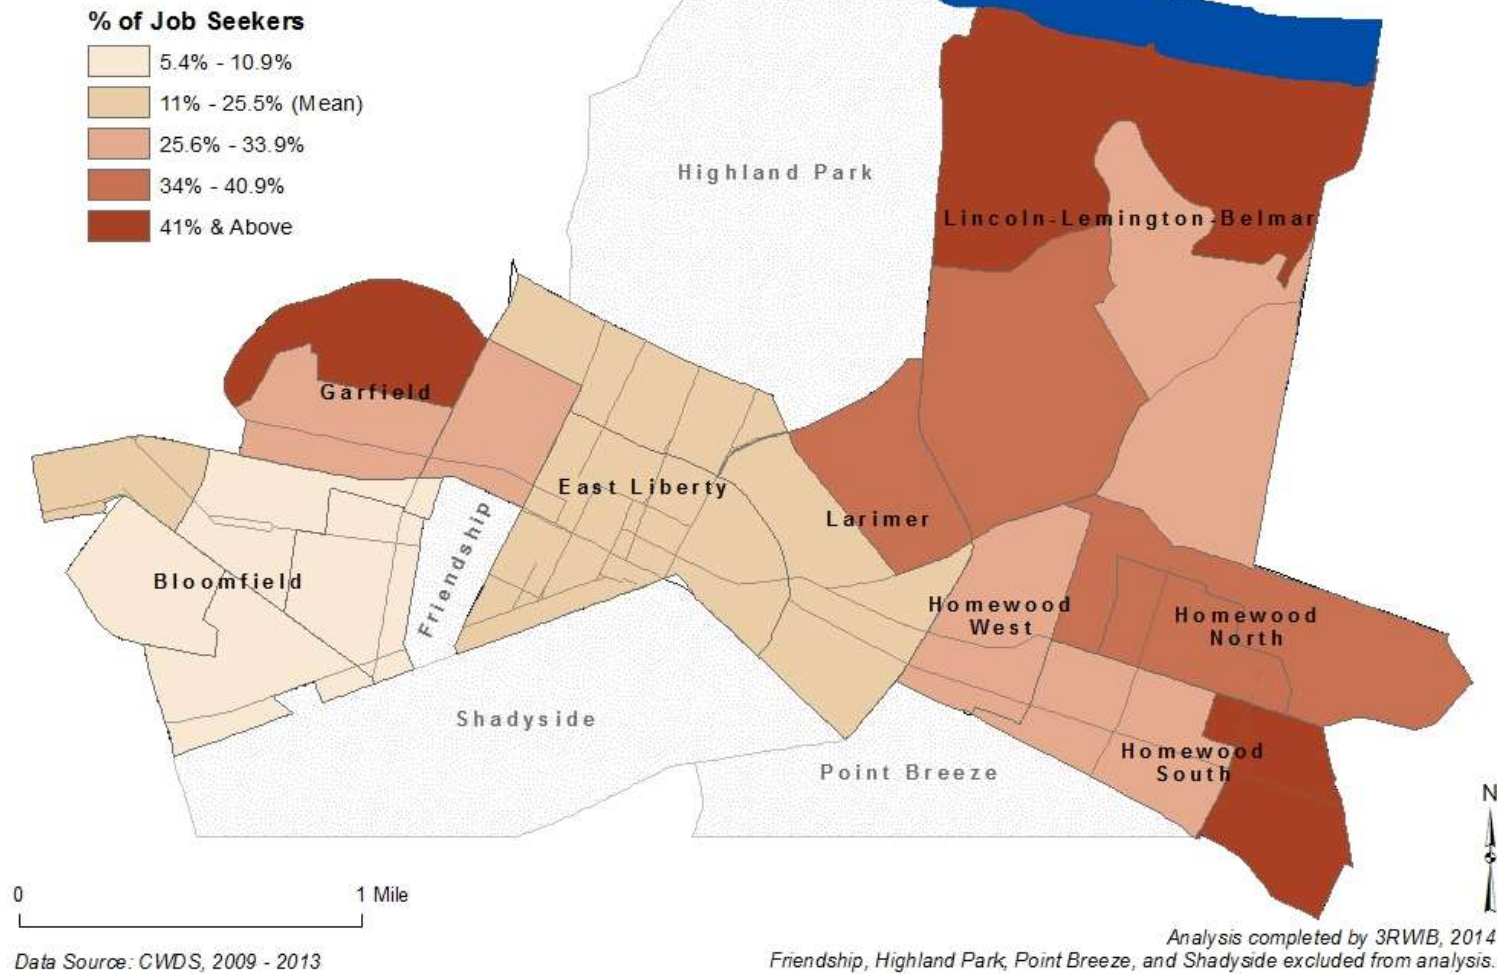 % of Job Seekers
5.4% - 10.9%
11% - 25.5% (Mean)
25.6% - 33.9%
34% - 40.9%
41% & Above
Highland Park
Lincoln-Lemington-Belmar
Garfield
East Liberty
Larimer
Friendship
Bloomfield
Homewood
West
Homewood
North
Shadyside
Point Breeze
Homewood
South
N
0
1 Mile
Data Source: CWDS, 2009 - 2013
Analysis completed by 3RWIB, 2014
Friendship, Highland Park, Point Breeze, and Shadyside excluded from analysis.